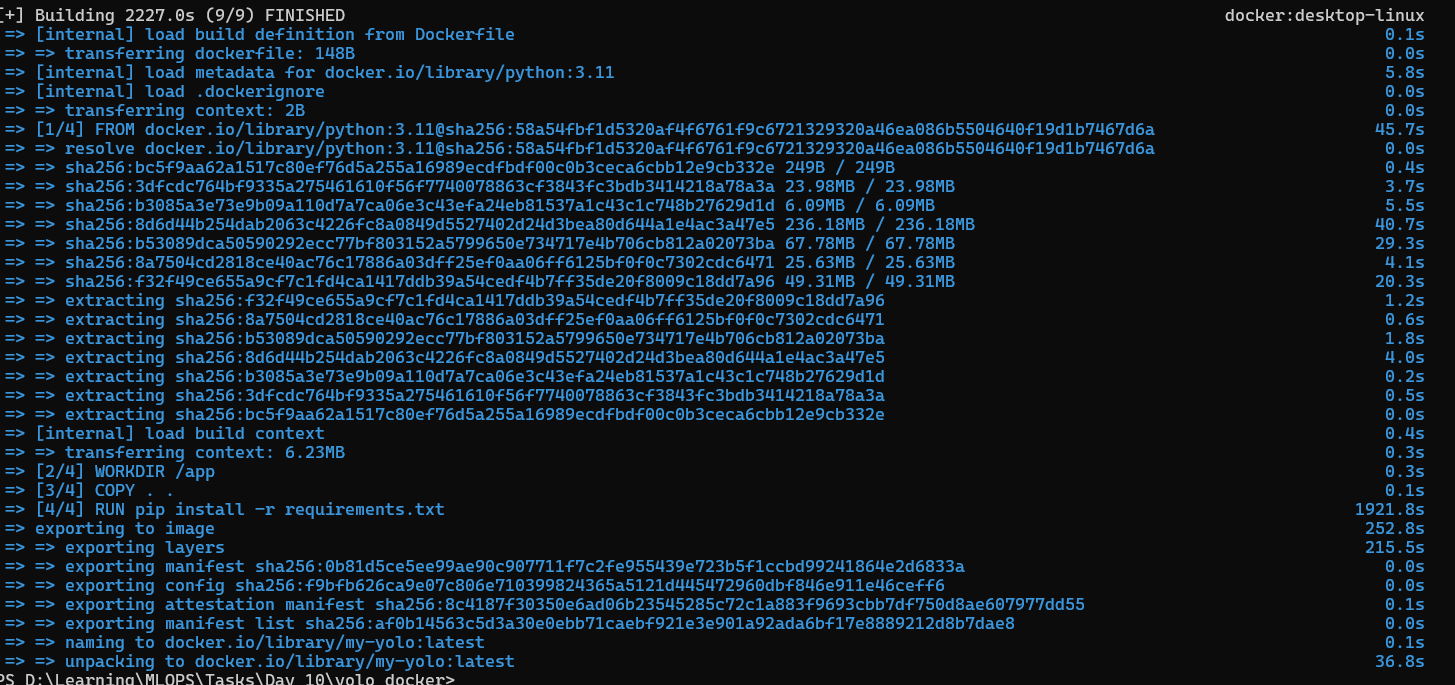 [+] Building 2227.0s (9/9) FINISHED docker:desktop-linux
=> [internal] load build definition from Dockerfile 0.1s
=> => transferring dockerfile: 148B 0.0s
=> [internal] load metadata for docker.io/library/python:3.11 5.8s
=> [internal] load .dockerignore 0.0s
=> => transferring context: 2B 0.0s
=> [1/4] FROM docker.io/library/python:3.11@sha256:58a54fbf1d5320af4f6761f9c6721329320a46ea086b5504640f19d1b7467d6a 45.7s
=> => resolve docker.io/library/python:3.11@sha256:58a54fbf1d5320af4f6761f9c6721329320a46ea086b5504640f19d1b7467d6a 0.0s
=> => sha256:bc5f9aa62a1517c80ef76d5a255a16989ecdfbdf00c0b3ceca6cbb12e9cb332e 249B / 249B 0.4s
=> => sha256:3dfcdc764bf9335a275461610f56f7740078863cf3843fc3bdb3414218a78a3a 23.98MB / 23.98MB 3.7s
=> => sha256:b3085a3e73e9b09a110d7a7ca06e3c43efa24eb81537a1c43c1c748b27629d1d 6.09MB / 6.09MB 5.5s
=> => sha256:8d6d44b254dab2063c4226fc8a0849d5527402d24d3bea80d644a1e4ac3a47e5 236.18MB / 236.18MB 40.7s
=> => sha256:b53089dca50590292ecc77bf803152a5799650e734717e4b706cb812a02073ba 67.78MB / 67.78MB 29.3s
=> => sha256:8a7504cd2818ce40ac76c17886a03dff25ef0aa06ff6125bf0f0c7302cdc6471 25.63MB / 25.63MB 4.1s
=> => sha256:f32f49ce655a9cf7c1fd4ca1417ddb39a54cedf4b7ff35de20f8009c18dd7a96 49.31MB / 49.31MB 20.3s
=> => extracting sha256:f32f49ce655a9cf7c1fd4ca1417ddb39a54cedf4b7ff35de20f8009c18dd7a96 1.2s
=> => extracting sha256:8a7504cd2818ce40ac76c17886a03dff25ef0aa06ff6125bf0f0c7302cdc6471 0.6s
=> => extracting sha256:b53089dca50590292ecc77bf803152a5799650e734717e4b706cb812a02073ba 1.8s
=> => extracting sha256:8d6d44b254dab2063c4226fc8a0849d5527402d24d3bea80d644a1e4ac3a47e5 4.0s
=> => extracting sha256:b3085a3e73e9b09a110d7a7ca06e3c43efa24eb81537a1c43c1c748b27629d1d 0.2s
=> => extracting sha256:3dfcdc764bf9335a275461610f56f7740078863cf3843fc3bdb3414218a78a3a 0.5s
=> => extracting sha256:bc5f9aa62a1517c80ef76d5a255a16989ecdfbdf00c0b3ceca6cbb12e9cb332e 0.0s
=> [internal] load build context 0.4s
=> => transferring context: 6.23MB 0.3s
=> [2/4] WORKDIR /app 0.3s
=> [3/4] COPY . . 0.1s
=> [4/4] RUN pip install -r requirements.txt 1921.8s
=> exporting to image 252.8s
=> => exporting layers 215.5s
=> => exporting manifest sha256:0b81d5ce5ee99ae90c907711f7c2fe955439e723b5f1ccbd99241864e2d6833a 0.0s
=> => exporting config sha256:f9bfb626ca9e07c806e710399824365a5121d445472960dbf846e911e46ceff6 0.0s
=> => exporting attestation manifest sha256:8c4187f30350e6ad06b23545285c72c1a883f9693cbb7df750d8ae607977dd55 0.1s
=> => exporting manifest list sha256:af0b14563c5d3a30e0ebb71caebf921e3e901a92ada6bf17e8889212d8b7dae8 0.0s
=> => naming to docker.io/library/my-yolo:latest 0.1s
=> => unpacking to docker.io/library/my-yolo:latest 36.8s
PS D:\Learning\MLOPS\Tasks\Day 10\yolo_docker>